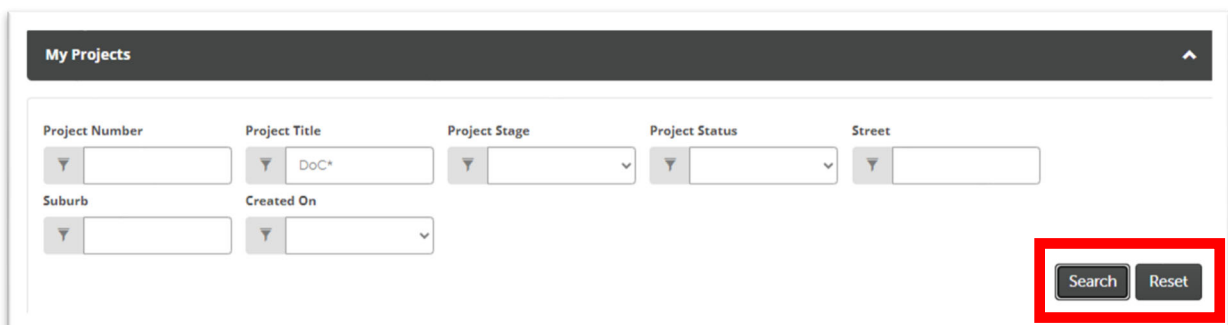 My Projects
Project Number Project Title Project Stage Project Status Street
DoC*
Suburb Created On
Search Reset